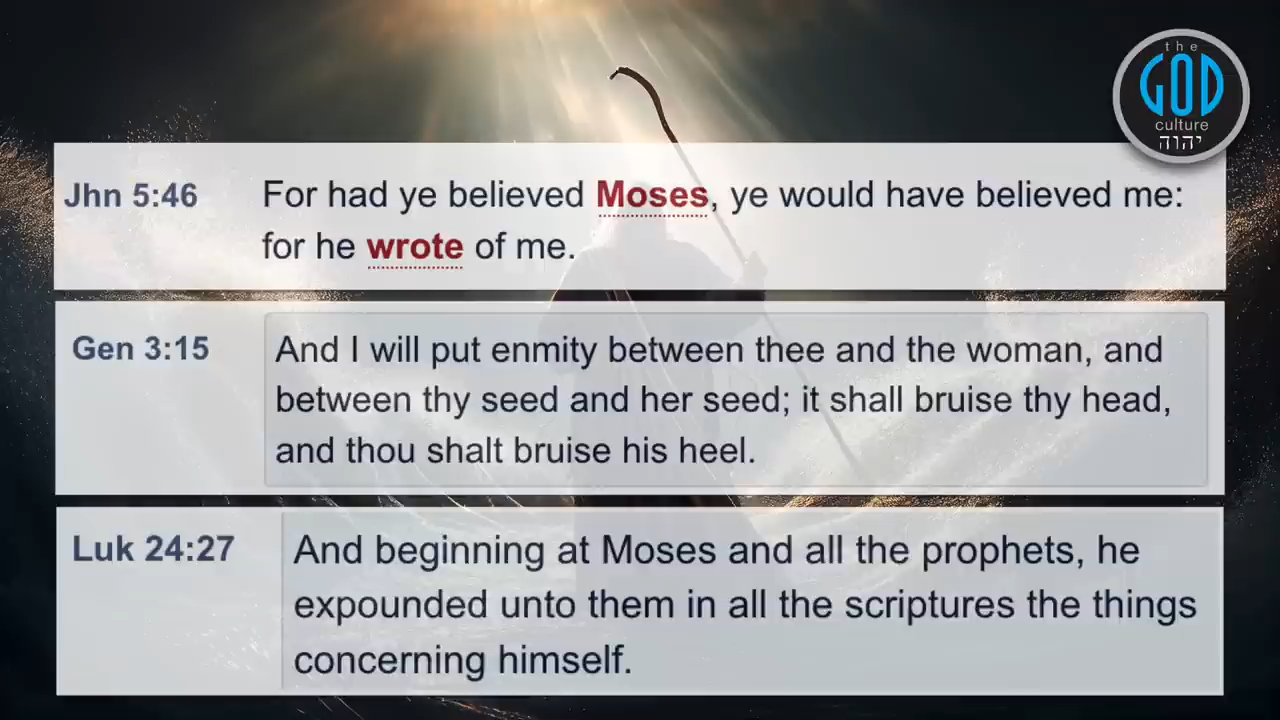 the
GOD
culture
יהוה
Jhn 5:46
For had ye believed Moses, ye would have believed me:
for he wrote of me.
Gen 3:15
And I will put enmity between thee and the woman, and
between thy seed and her seed; it shall bruise thy head,
and thou shalt bruise his heel.
Luk 24:27
And beginning at Moses and all the prophets, he
expounded unto them in all the scriptures the things
concerning himself.